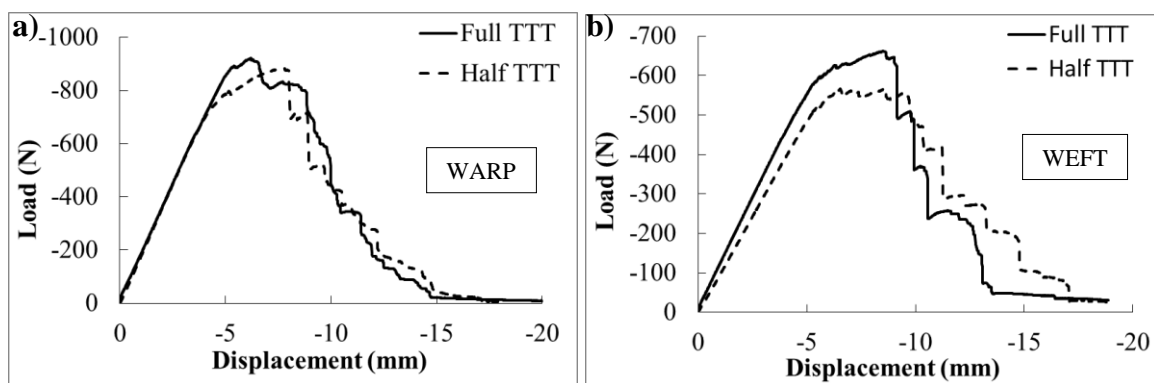 a)
-1000
-800
-600
-400
-200
0
Load (N)
Full TTT
Half TTT
WARP
0 -5 -10 -15 -20
Displacement (mm)
b)
-700
-600
-500
-400
-300
-200
-100
0
Load (N)
Full TTT
Half TTT
WEFT
0 -5 -10 -15 -20
Displacement (mm)